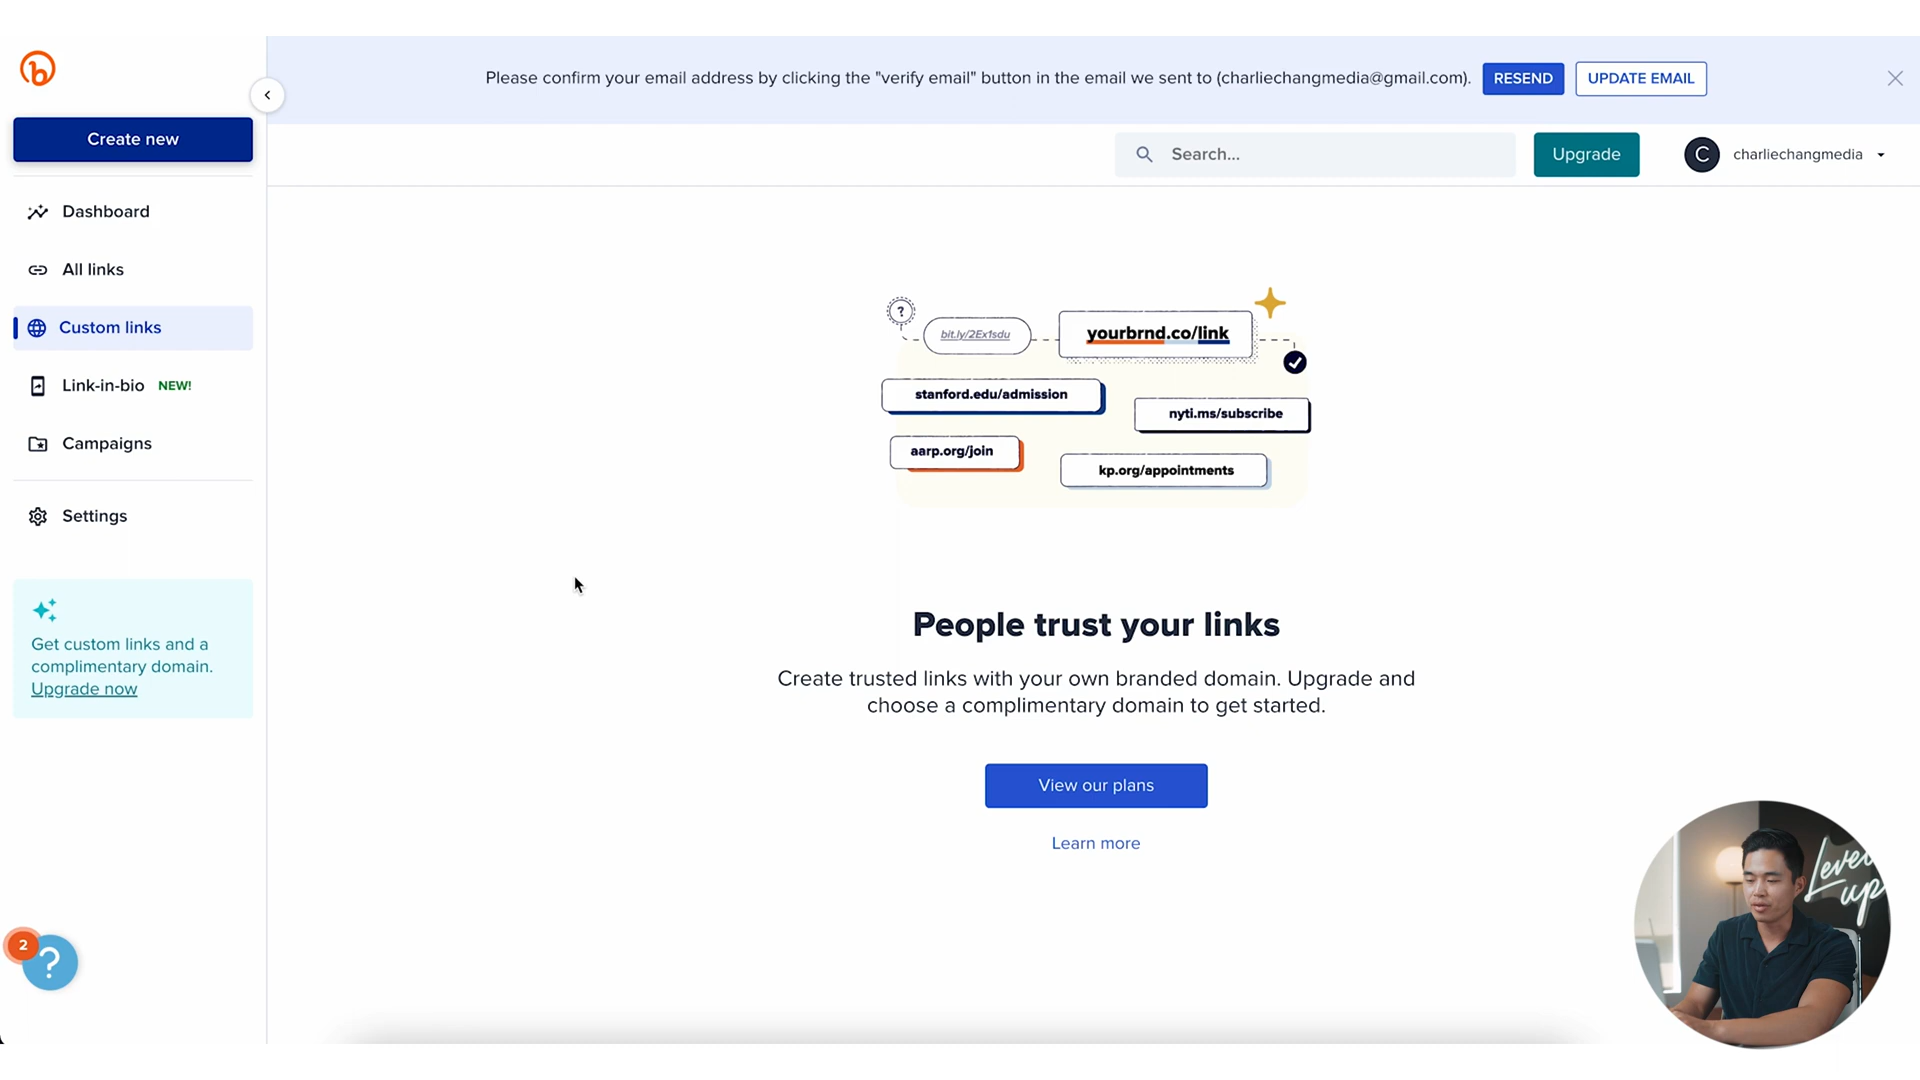 Please confirm your email address by clicking the "verify email" button in the email we sent to (charliechangmedia@gmail.com).
RESEND
UPDATE EMAIL
Create new
Search...
Upgrade
C
charliechangmedia
Dashboard
All links
Custom links
Link-in-bio NEW!
Campaigns
Settings
Get custom links and a
complimentary domain.
Upgrade now
2
?
?
bit.ly/2Ex1sdu
yourbrnd.co/link
stanford.edu/admission
nyti.ms/subscribe
aarp.org/join
kp.org/appointments
People trust your links
Create trusted links with your own branded domain. Upgrade and
choose a complimentary domain to get started.
View our plans
Learn more
Level
up